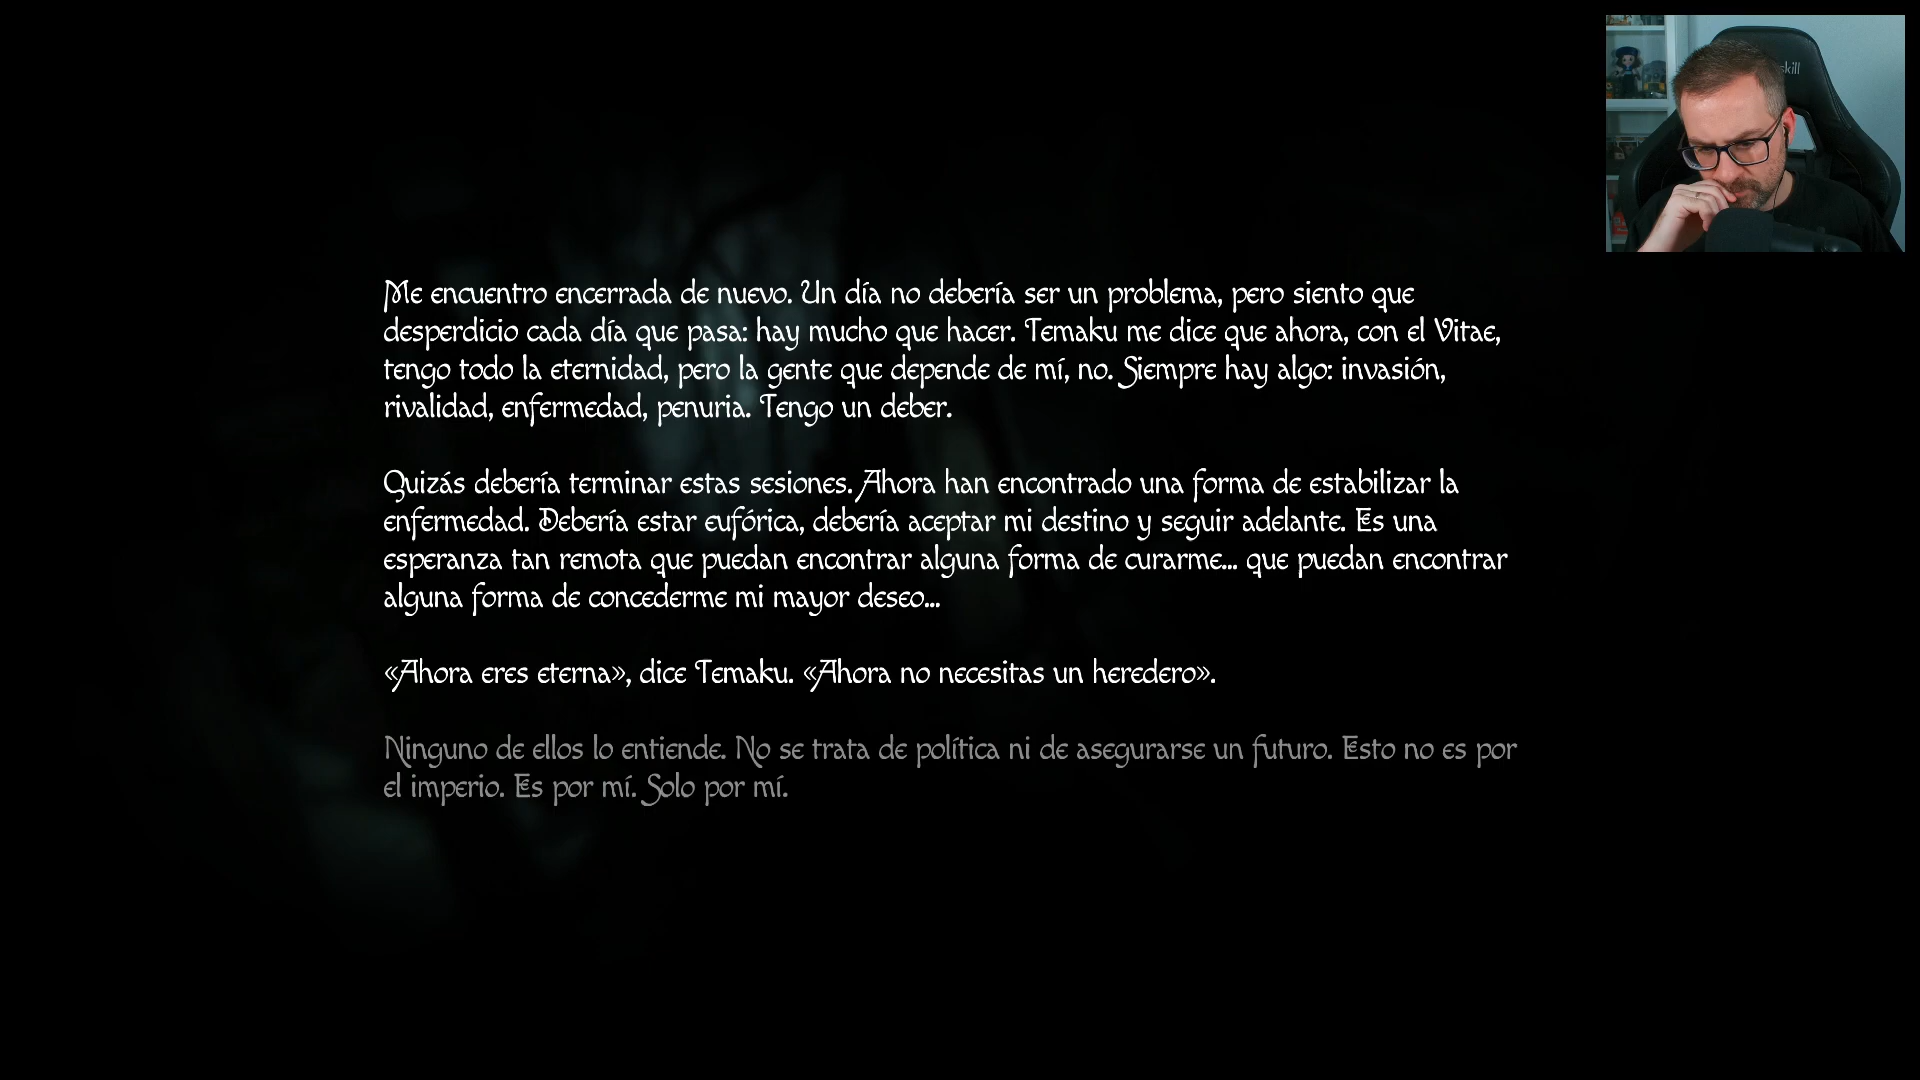 skill
Me encuentro encerrada de nuevo. Un día no debería ser un problema, pero siento que
desperdicio cada día que pasa: hay mucho que hacer. Temaku me dice que ahora, con el Vitae,
tengo todo la eternidad, pero la gente que depende de mí, no. Siempre hay algo: invasión,
rivalidad, enfermedad, penuria. Tengo un deber.
Quizás debería terminar estas sesiones. Ahora han encontrado una forma de estabilizar la
enfermedad. Debería estar eufórica, debería aceptar mi destino y seguir adelante. Es una
esperanza tan remota que puedan encontrar alguna forma de curarme... que puedan encontrar
alguna forma de concederme mi mayor deseo...
«Ahora eres eterna», dice Temaku. «Ahora no necesitas un heredero».
Ninguno de ellos lo entiende. No se trata de política ni de asegurarse un futuro. Esto no es por
el imperio. Es por mí. Solo por mí.